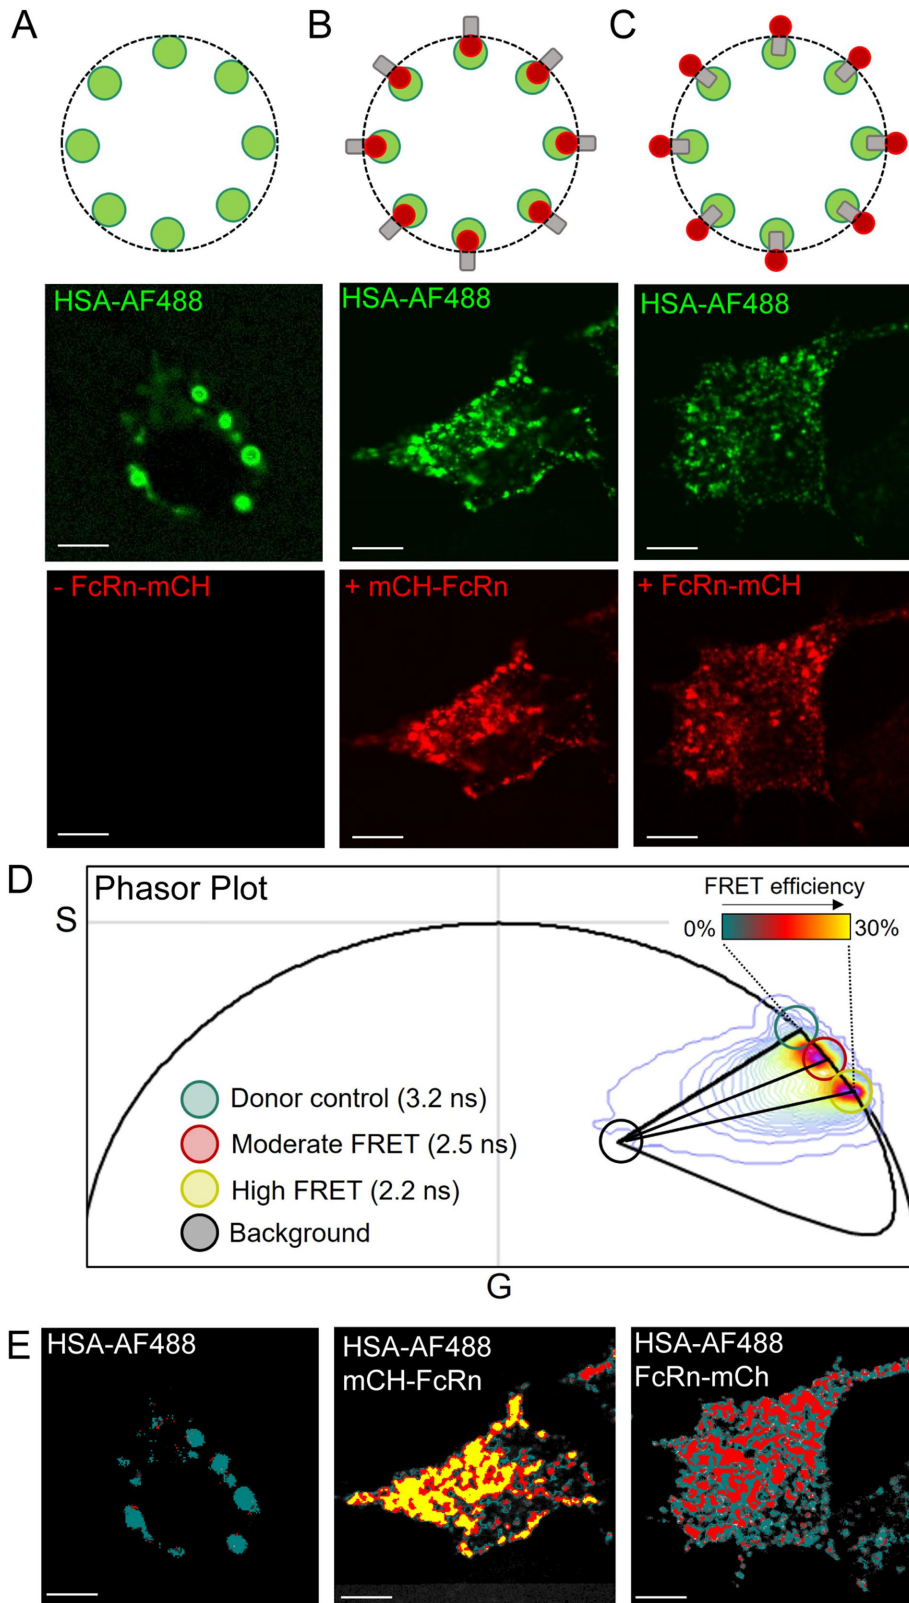 A
B
C
HSA-AF488
HSA-AF488
HSA-AF488
- FcRn-mCH
+ mCH-FcRn
+ FcRn-mCH
D
Phasor Plot
FRET efficiency
0%
30%
S
Donor control (3.2 ns)
Moderate FRET (2.5 ns)
High FRET (2.2 ns)
Background
G
E
HSA-AF488
HSA-AF488
mCH-FcRn
HSA-AF488
FcRn-mCh